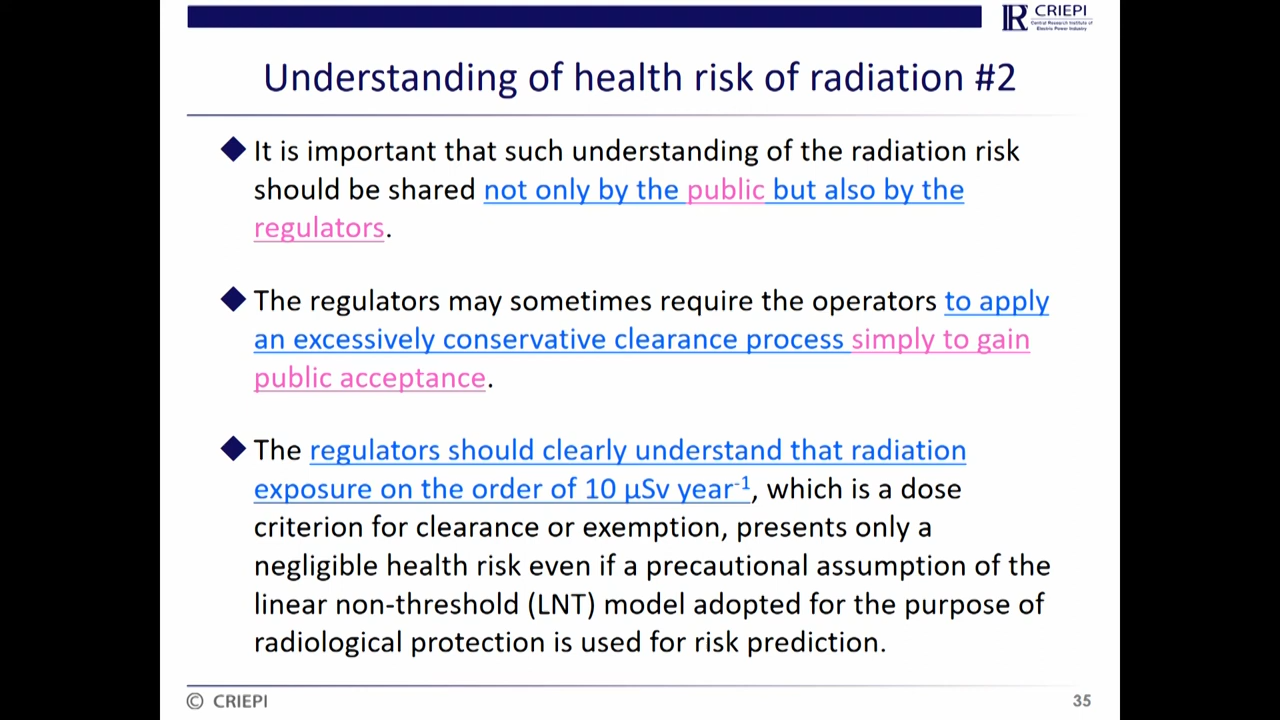 CRIEPI
Central Research Institute of
Electric Power Industry
Understanding of health risk of radiation #2
It is important that such understanding of the radiation risk
should be shared not only by the public but also by the
regulators.
The regulators may sometimes require the operators to apply
an excessively conservative clearance process simply to gain
public acceptance.
The regulators should clearly understand that radiation
exposure on the order of 10 μSv year⁻¹, which is a dose
criterion for clearance or exemption, presents only a
negligible health risk even if a precautional assumption of the
linear non-threshold (LNT) model adopted for the purpose of
radiological protection is used for risk prediction.
© CRIEPI
35